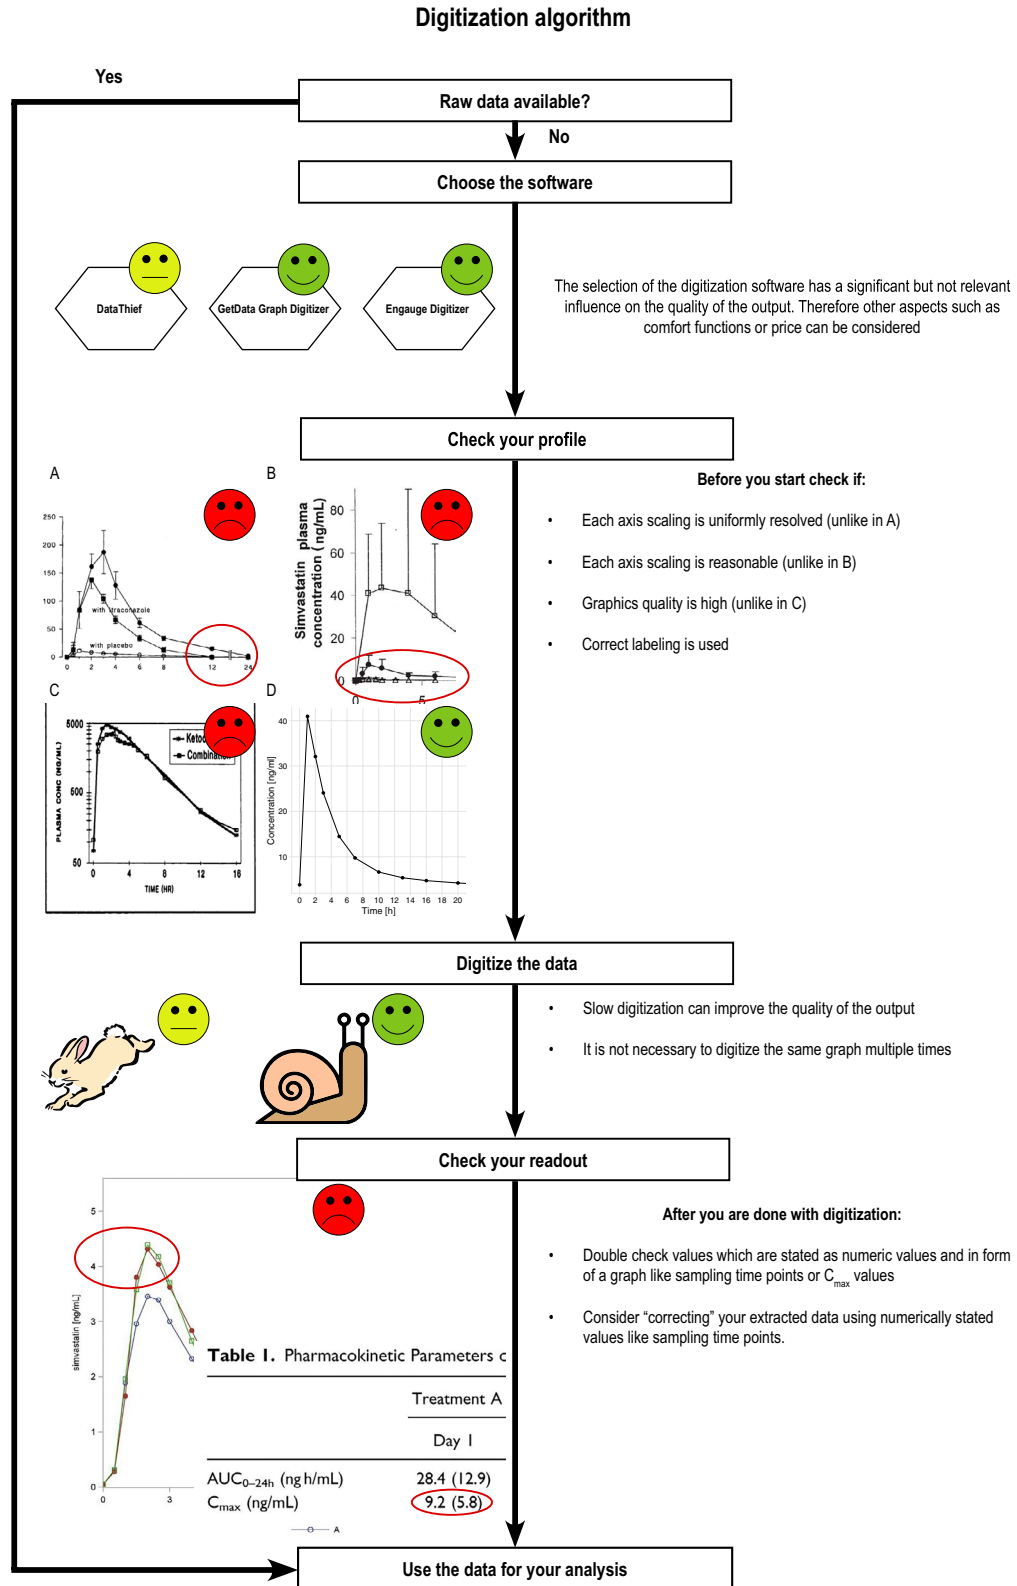 Digitization algorithm
Yes
Raw data available?
No
Choose the software
DataThief
GetData Graph Digitizer
Engauge Digitizer
The selection of the digitization software has a significant but not relevant
influence on the quality of the output. Therefore other aspects such as
comfort functions or price can be considered
Check your profile
A
250
200
150
100
50
0
with itraconazole
with placebo
0 2 4 6 8 12 24
B
Simvastatin plasma
concentration (ng/mL)
80
60
40
20
0
0 5
C
5000
500
50
PLASMA CONC (NG/ML)
Combination
0 4 8 12 16
TIME (HR)
D
40
30
20
10
Concentration [ng/ml]
0 2 4 6 8 10 12 14 16 18 20
Time [h]
Before you start check if:
• Each axis scaling is uniformly resolved (unlike in A)
• Each axis scaling is reasonable (unlike in B)
• Graphics quality is high (unlike in C)
• Correct labeling is used
Digitize the data
• Slow digitization can improve the quality of the output
• It is not necessary to digitize the same graph multiple times
Check your readout
5
4
3
2
1
0
simvastatin [ng/mL]
0 3
A
Table 1. Pharmacokinetic Parameters
Treatment A
Day 1
AUC0–24h (ng h/mL) 28.4 (12.9)
Cmax (ng/mL) 9.2 (5.8)
After you are done with digitization:
• Double check values which are stated as numeric values and in form
of a graph like sampling time points or Cmax values
• Consider “correcting” your extracted data using numerically stated
values like sampling time points.
Use the data for your analysis